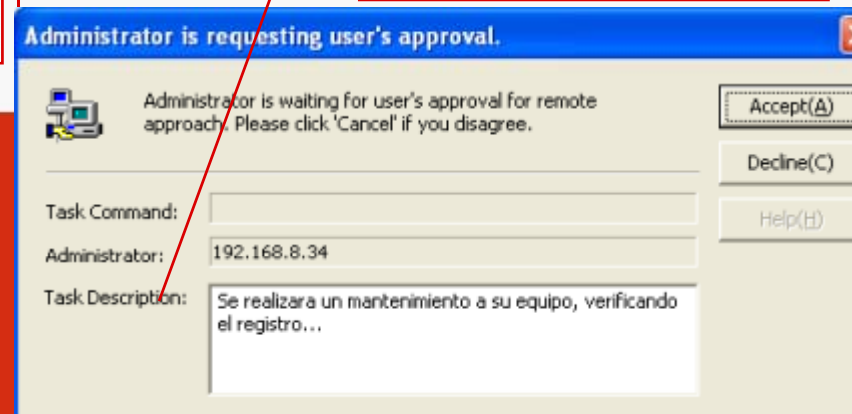 Administrator is requesting user's approval.
Administrator is waiting for user's approval for remote
approach. Please click 'Cancel' if you disagree.
Accept(A)
Decline(C)
Help(H)
Task Command:
Administrator:
192.168.8.34
Task Description:
Se realizara un mantenimiento a su equipo, verificando
el registro...